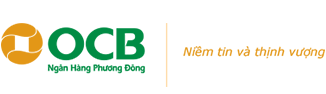 OCB
Ngân Hàng Phương Đông
Niềm tin và thịnh vượng